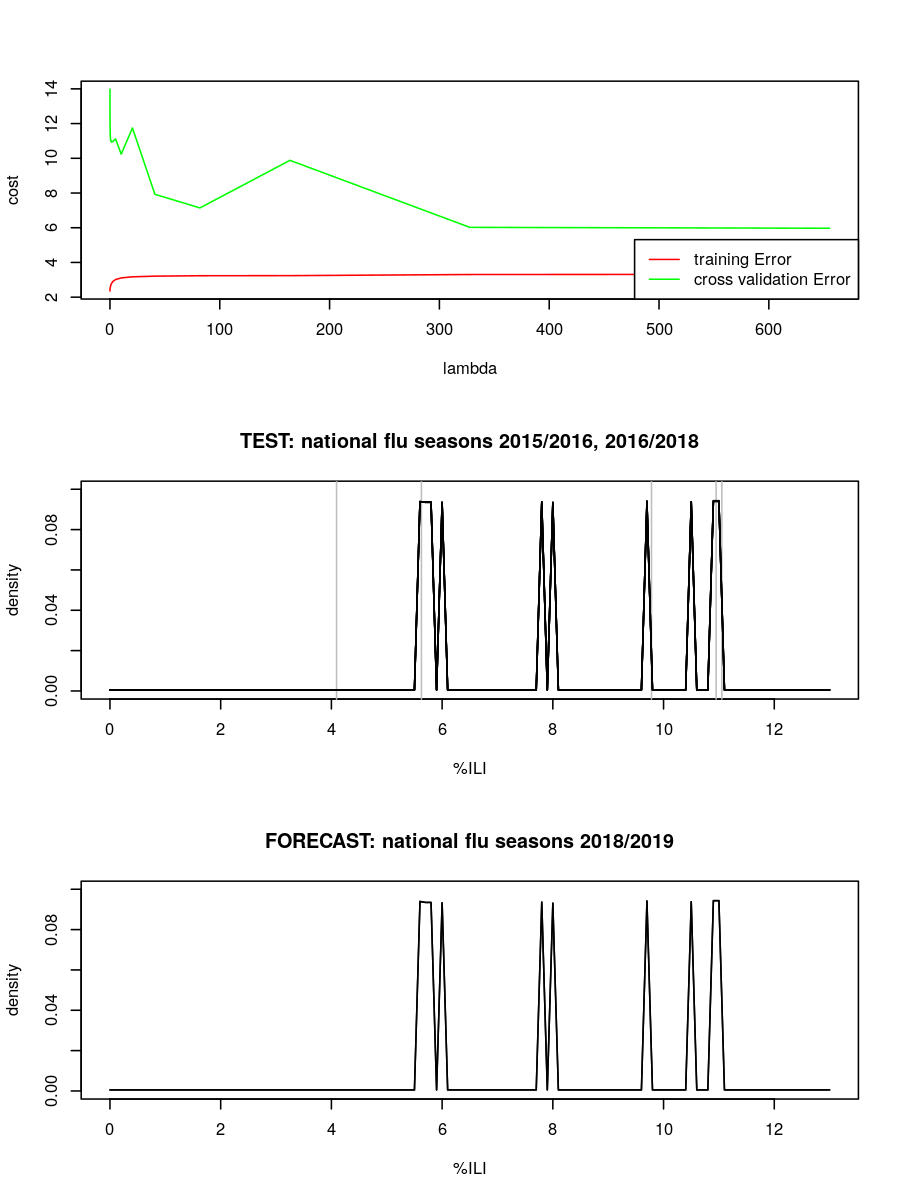 14
12
10
8
6
4
2
cost
training Error
cross validation Error
0 100 200 300 400 500 600
lambda
TEST: national flu seasons 2015/2016, 2016/2018
0.08
0.04
0.00
density
0 2 4 6 8 10 12
%ILI
FORECAST: national flu seasons 2018/2019
0.08
0.04
0.00
density
0 2 4 6 8 10 12
%ILI